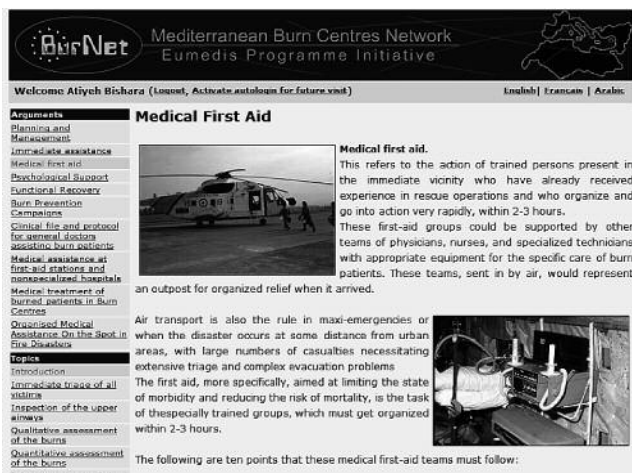 BurNet
Mediterranean Burn Centres Network
Eumedis Programme Initiative
Welcome Atiyeh Bishara (Logout, Activate autologin for future visit)
English| Francais | Arabic
Arguments
Planning and
Management
Immediate assistance
Medical first aid
Psychological Support
Functional Recovery
Burn Prevention
Campaigns
Clinical file and protocol
for general doctors
assisting burn patients
Medical assistance at
first-aid stations and
nonspecialized hospitals
Medical treatment of
burned patients in Burn
Centres
Organised Medical
Assistance On the Spot in
Fire Disasters
Topics
Introduction
Immediate triage of all
victims
Inspection of the upper
airways
Qualitative assessment
of the burns
Quantitative assessment
of the burns
Medical First Aid
Medical first aid.
This refers to the action of trained persons present in
the immediate vicinity who have already received
experience in rescue operations and who organize and
go into action very rapidly, within 2-3 hours.
These first-aid groups could be supported by other
teams of physicians, nurses, and specialized technicians
with appropriate equipment for the specific care of burn
patients. These teams, sent in by air, would represent
an outpost for organized relief when it arrived.
Air transport is also the rule in maxi-emergencies or
when the disaster occurs at some distance from urban
areas, with large numbers of casualties necessitating
extensive triage and complex evacuation problems
The first aid, more specifically, aimed at limiting the state
of morbidity and reducing the risk of mortality, is the task
of thespecially trained groups, which must get organized
within 2-3 hours.
The following are ten points that these medical first-aid teams must follow: